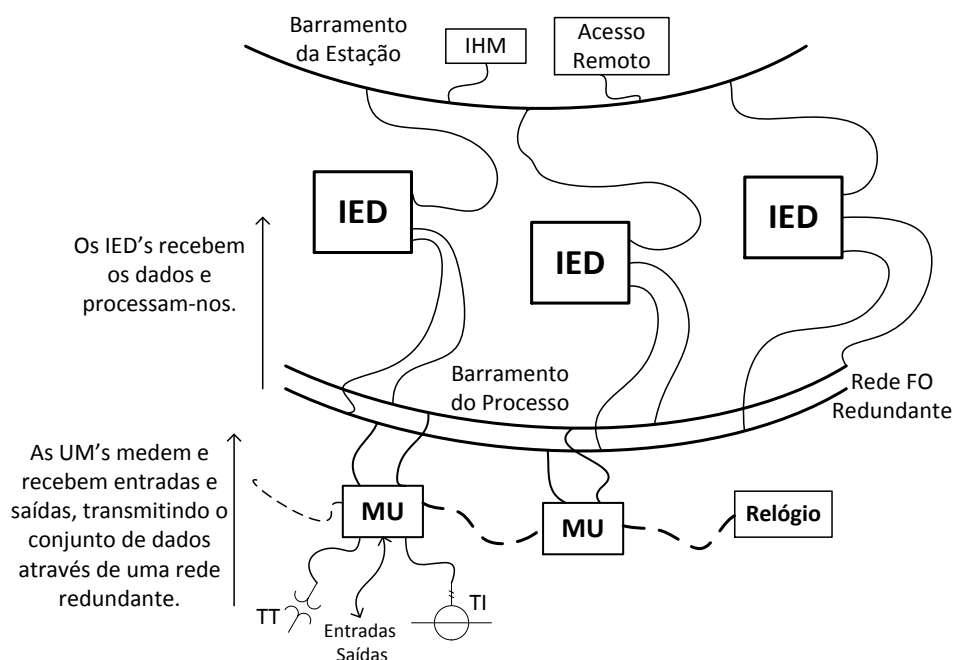 Barramento
da Estação
IHM
Acesso
Remoto
IED
IED
IED
Os IED's recebem
os dados e
processam-nos.
Barramento
do Processo
Rede FO
Redundante
As UM's medem e
recebem entradas e
saídas, transmitindo o
conjunto de dados
através de uma rede
redundante.
MU
MU
Relógio
TT
TI
Entradas
Saídas